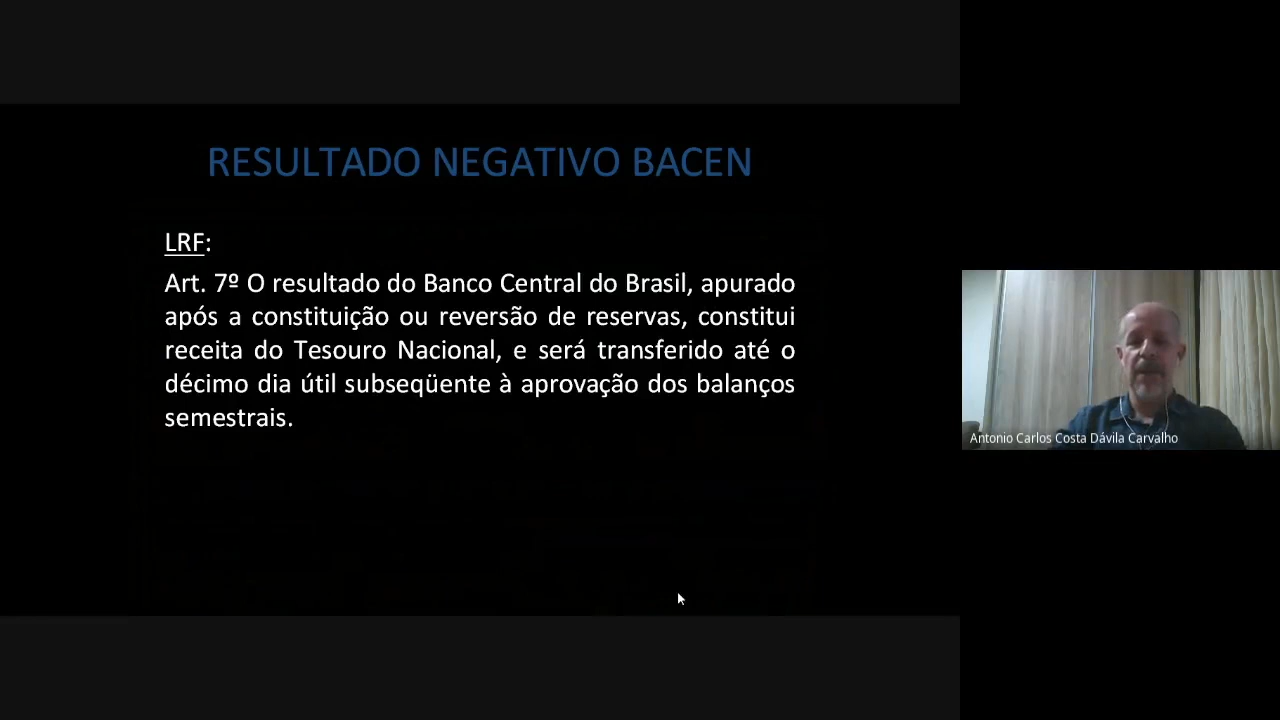 RESULTADO NEGATIVO BACEN
LRF:
Art. 7º O resultado do Banco Central do Brasil, apurado
após a constituição ou reversão de reservas, constitui
receita do Tesouro Nacional, e será transferido até o
décimo dia útil subseqüente à aprovação dos balanços
semestrais.
Antonio Carlos Costa Dávila Carvalho